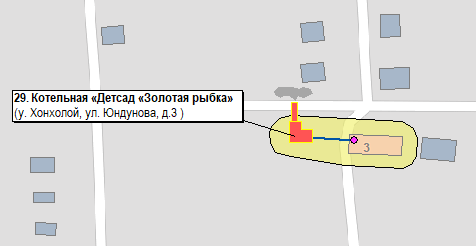 29. Котельная «Детсад «Золотая рыбка»
(у. Хонхолой, ул. Юндунова, д.3 )
3